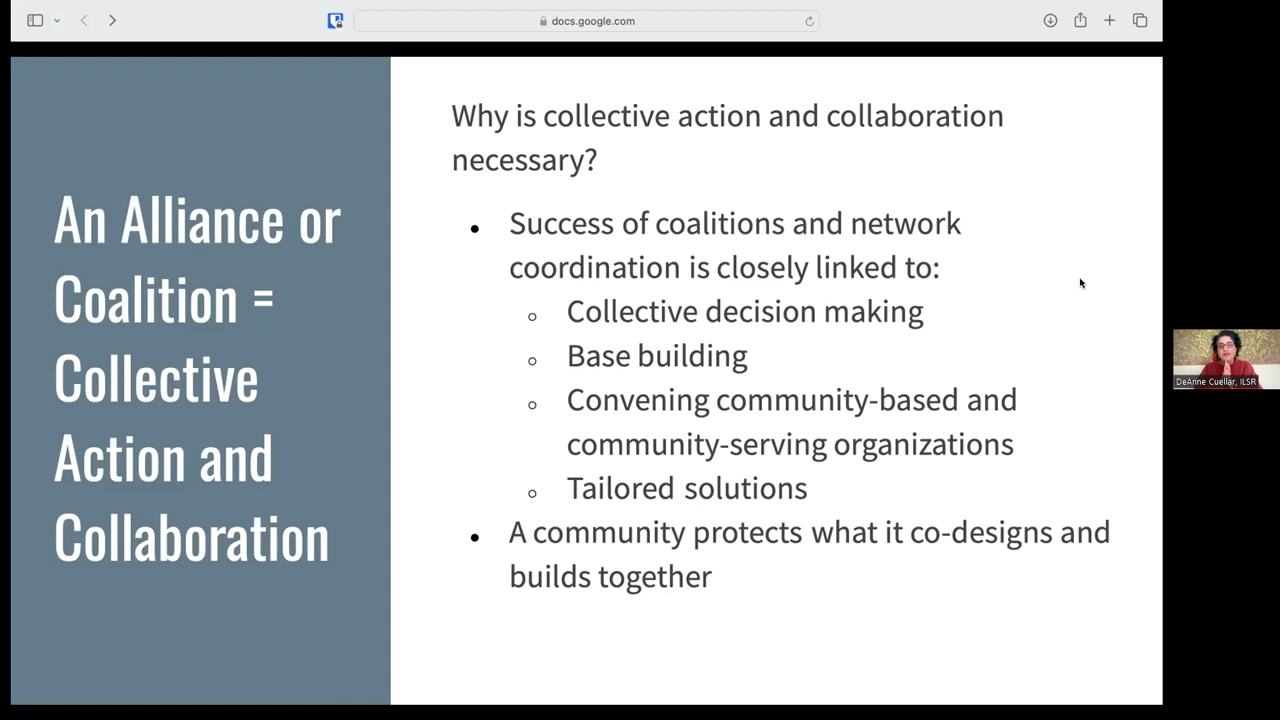 docs.google.com
An Alliance or
Coalition =
Collective
Action and
Collaboration
Why is collective action and collaboration
necessary?
● Success of coalitions and network
coordination is closely linked to:
○ Collective decision making
○ Base building
○ Convening community-based and
community-serving organizations
○ Tailored solutions
● A community protects what it co-designs and
builds together
DeAnne Cuellar, ILSR